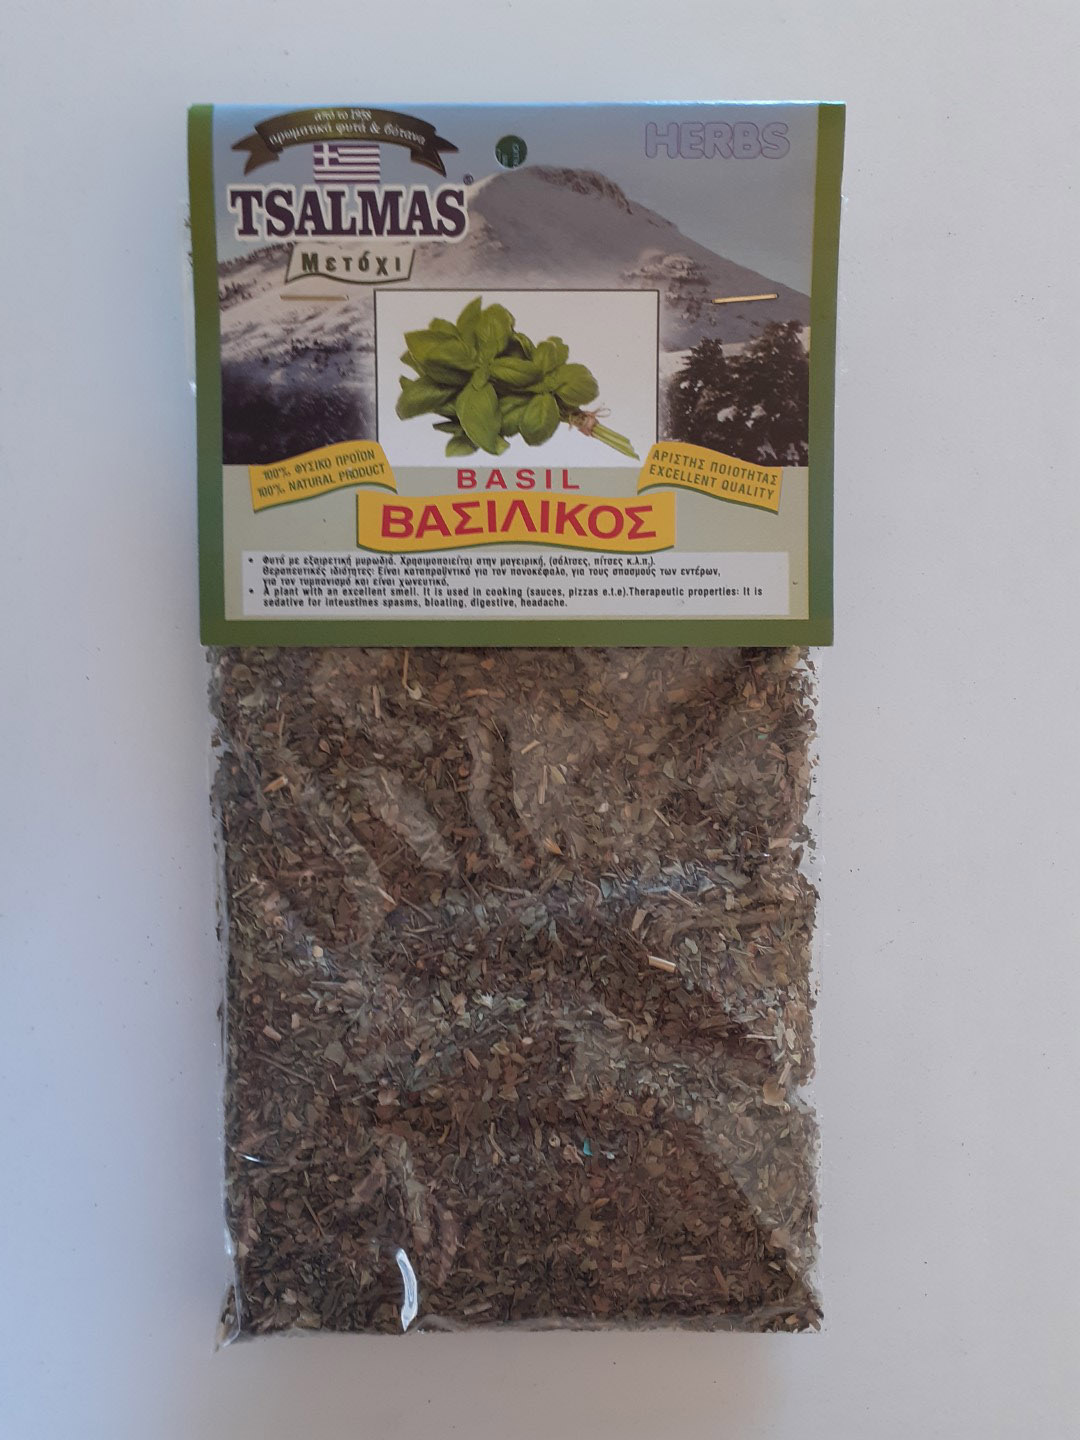 από το 1958
αρωματικά φυτά & βότανα
HERBS
TSALMAS®
Μετόχι
100% ΦΥΣΙΚΟ ΠΡΟΪΟΝ
100% NATURAL PRODUCT
ΑΡΙΣΤΗΣ ΠΟΙΟΤΗΤΑΣ
EXCELLENT QUALITY
BASIL
ΒΑΣΙΛΙΚΟΣ
• Φυτό με εξαιρετική μυρωδιά. Χρησιμοποιείται στην μαγειρική, (σάλτσες, πίτσες κ.λ.π.).
Θεραπευτικές ιδιότητες: Είναι καταπραϋντικό για τον πονοκέφαλο, για τους σπασμούς των εντέρων,
για τον τυμπανισμό και είναι χωνευτικό.
• A plant with an excellent smell. It is used in cooking (sauces, pizzas e.t.c).Therapeutic properties: It is
sedative for inteustines spasms, bloating, digestive, headache.